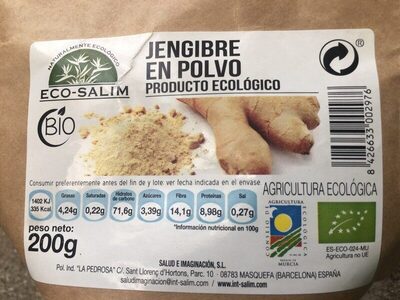 NATURALMENTE ECOLÓGICO
ECO-SALIM
BIO
JENGIBRE
EN POLVO
PRODUCTO ECOLÓGICO
8 426633 002976
Consumir preferentemente antes del fin de y lote: ver fecha indicada en el envase
1402 KJ
335 Kcal
Grasas
4,24g
Saturadas
0,22g
Hidratos de carbono
71,6g
Azúcares
3,39g
Fibra
14,1g
Proteínas
8,98g
Sal
0,27g
*Información nutricional en 100g
peso neto:
200g
AGRICULTURA ECOLÓGICA
CONSEJO DE
AGRICULTURA
ECOLÓGICA
MURCIA
ES-ECO-024-MU
Agricultura no UE
SALUD E IMAGINACIÓN, S.L.
Pol. Ind. "LA PEDROSA" C/. Sant Llorenç d'Hortons, Parc. 10 - 08783 MASQUEFA (BARCELONA) ESPAÑA
saludimaginacion@int-salim.com / www.int-salim.com